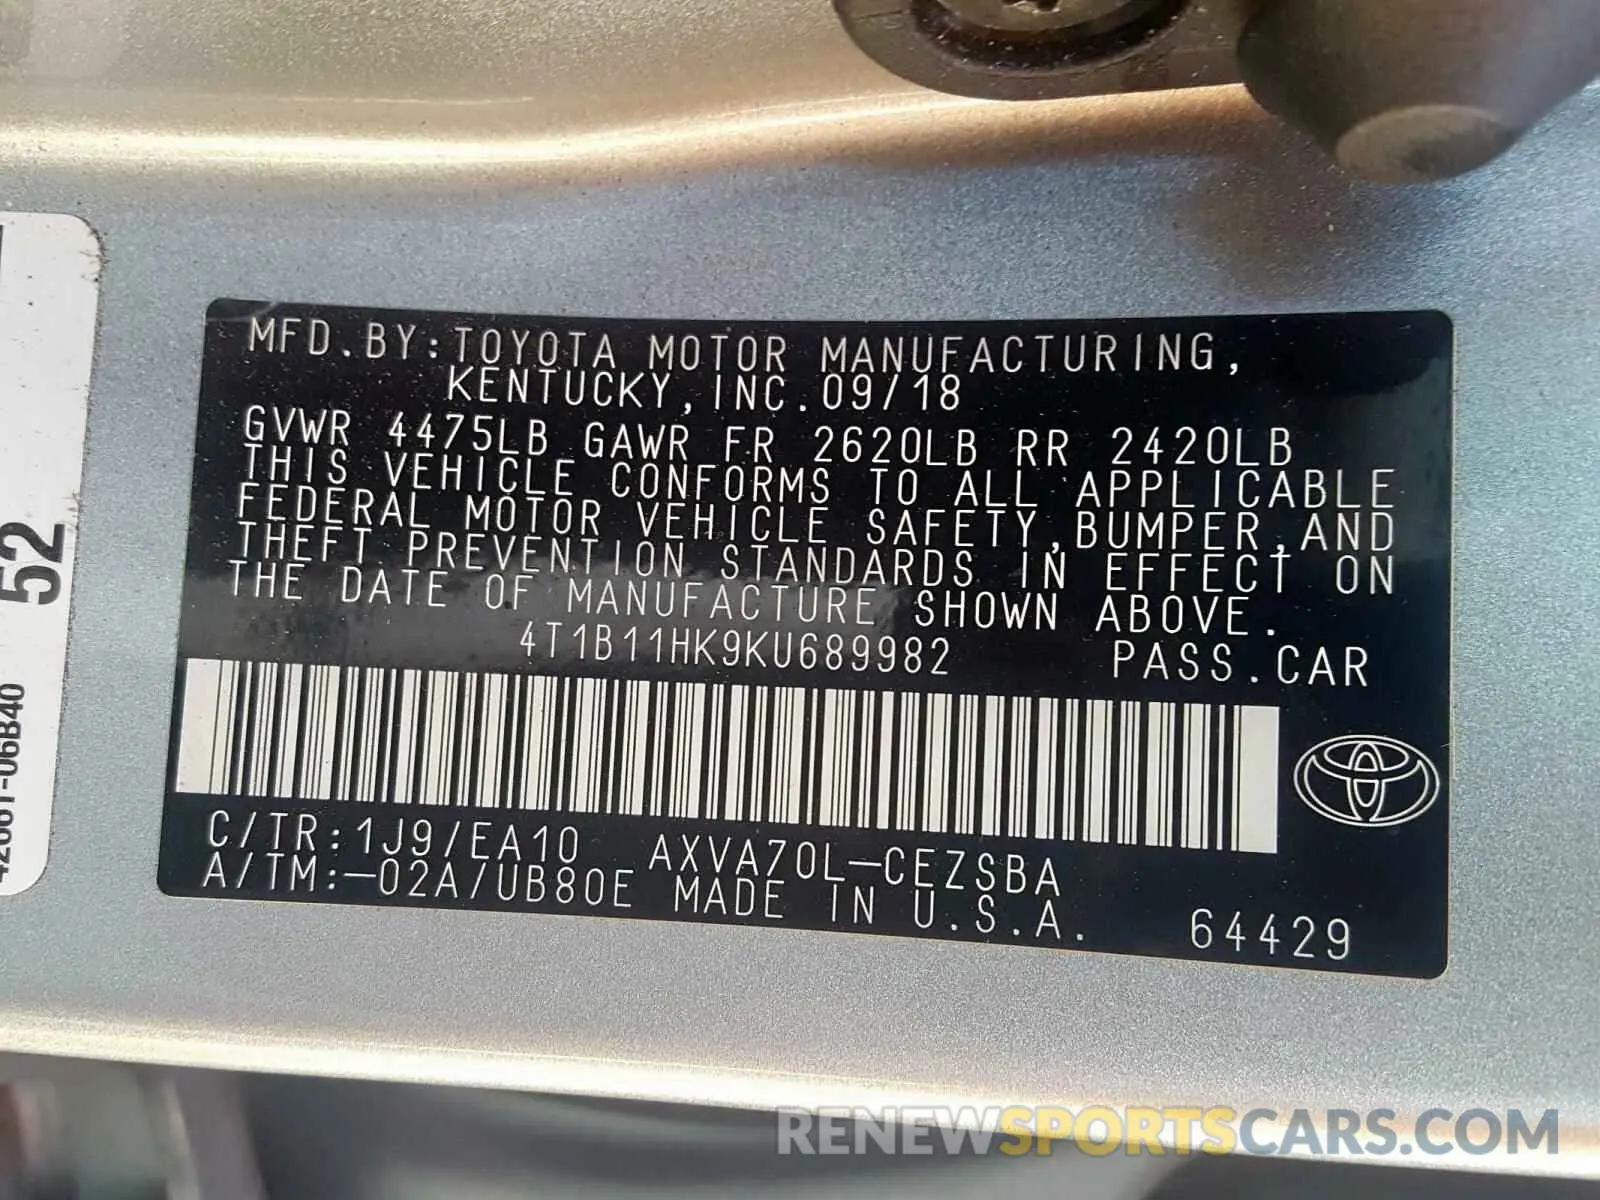 MFD.BY:TOYOTA MOTOR MANUFACTURING,
KENTUCKY,INC.09/18
GVWR 4475LB GAWR FR 2620LB RR 2420LB
THIS VEHICLE CONFORMS TO ALL APPLICABLE
FEDERAL MOTOR VEHICLE SAFETY,BUMPER,AND
THEFT PREVENTION STANDARDS IN EFFECT ON
THE DATE OF MANUFACTURE SHOWN ABOVE.
4T1B11HK9KU689982 PASS.CAR
C/TR:1J9/EA10 AXVA70L-CEZSBA
A/TM:-02A/UB80E MADE IN U.S.A.
64429
52
RENEWSPORTSCARS.COM